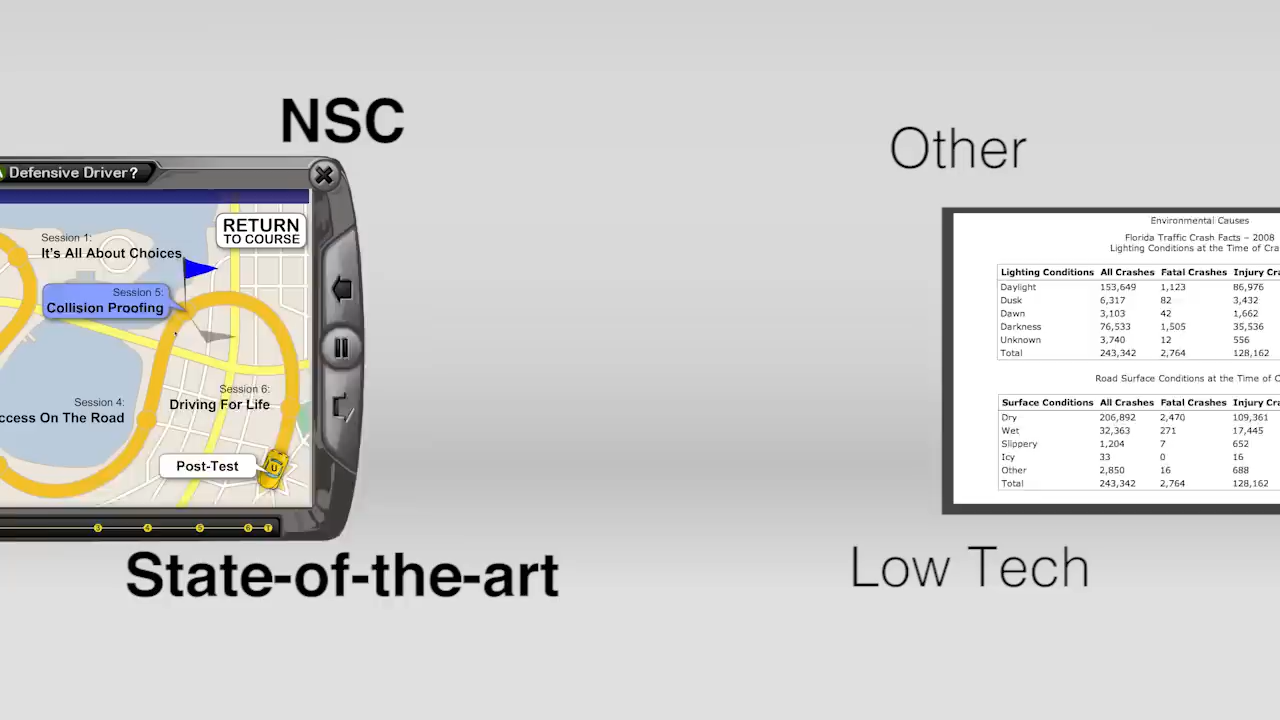 NSC
Defensive Driver?
RETURN
TO COURSE
Session 1:
It's All About Choices
Session 5:
Collision Proofing
Session 6:
Driving For Life
Session 4:
On The Road
Post-Test
U
3 4 5 6 T
State-of-the-art
Other
Environmental Causes
Florida Traffic Crash Facts – 2008
Lighting Conditions at the Time of Cra
Lighting Conditions All Crashes Fatal Crashes Injury Cra
Daylight 153,649 1,123 86,976
Dusk 6,317 82 3,432
Dawn 3,103 42 1,662
Darkness 76,533 1,505 35,536
Unknown 3,740 12 556
Total 243,342 2,764 128,162
Road Surface Conditions at the Time of C
Surface Conditions All Crashes Fatal Crashes Injury Cra
Dry 206,892 2,470 109,361
Wet 32,363 271 17,445
Slippery 1,204 7 652
Icy 33 0 16
Other 2,850 16 688
Total 243,342 2,764 128,162
Low Tech